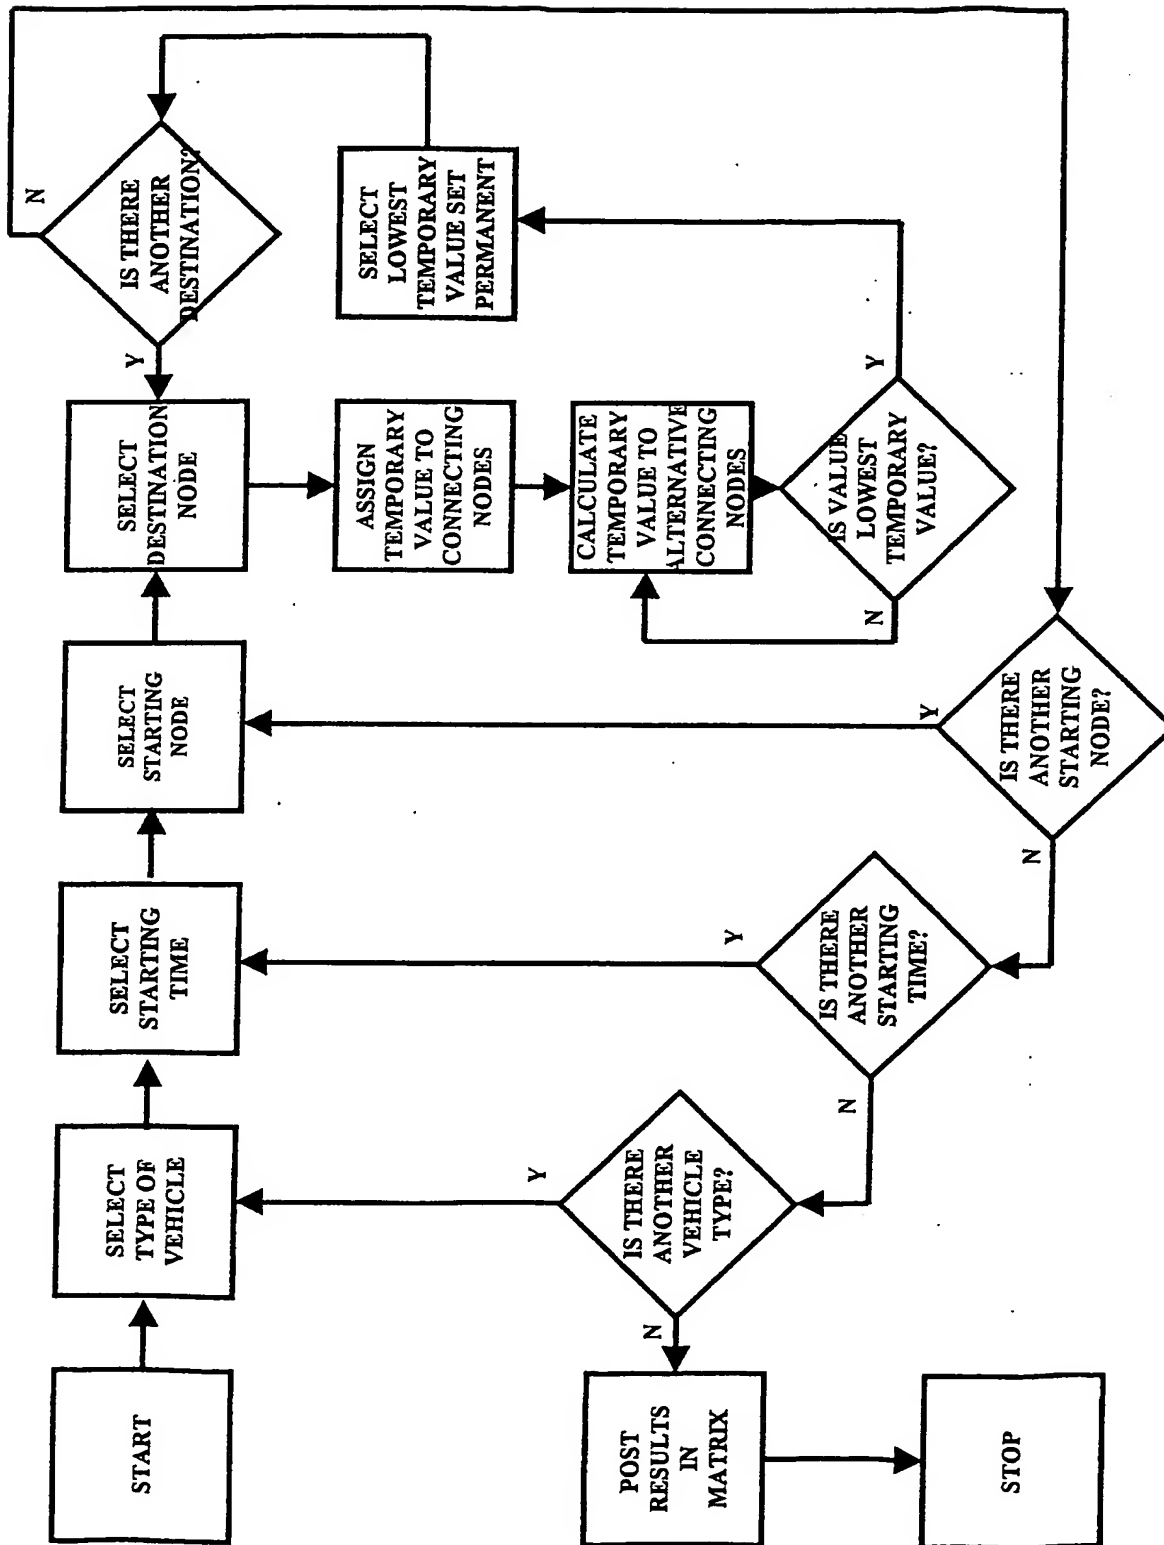 START
SELECT
TYPE OF
VEHICLE
SELECT
STARTING
TIME
SELECT
STARTING
NODE
SELECT
DESTINATION
NODE
Y
IS THERE
ANOTHER
DESTINATION?
N
ASSIGN
TEMPORARY
VALUE TO
CONNECTING
NODES
SELECT
LOWEST
TEMPORARY
VALUE SET
PERMANENT
CALCULATE
TEMPORARY
VALUE TO
ALTERNATIVE
CONNECTING
NODES
N
IS VALUE
LOWEST
TEMPORARY
VALUE?
Y
Y
IS THERE
ANOTHER
STARTING
NODE?
N
Y
IS THERE
ANOTHER
STARTING
TIME?
N
Y
IS THERE
ANOTHER
VEHICLE
TYPE?
N
POST
RESULTS
IN
MATRIX
STOP